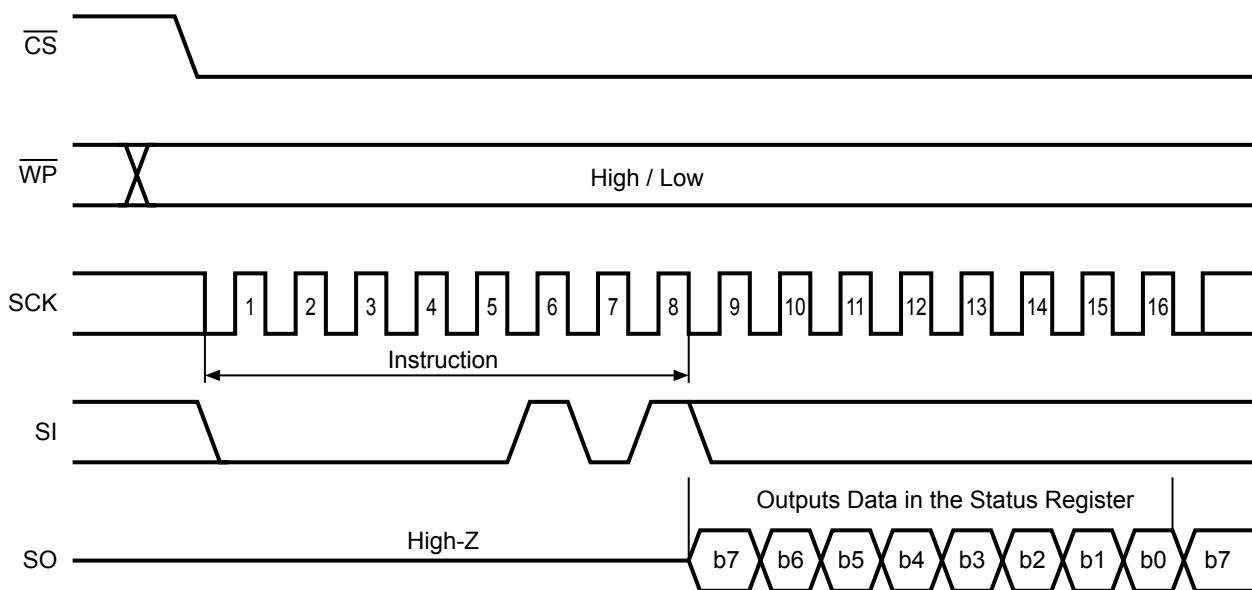 CS
WP
High / Low
SCK
1 2 3 4 5 6 7 8 9 10 11 12 13 14 15 16
Instruction
SI
Outputs Data in the Status Register
High-Z
SO
b7 b6 b5 b4 b3 b2 b1 b0 b7